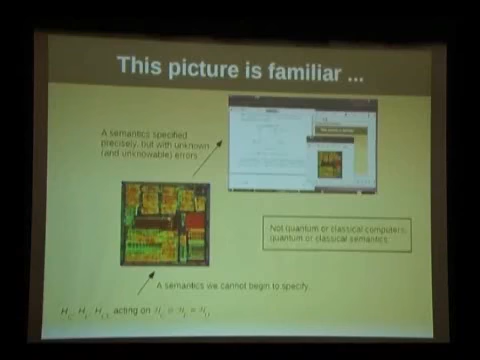 This picture is familiar ...
A semantics specified
precisely, but with unknown
(and unknowable) errors
Not quantum or classical computers,
quantum or classical semantics.
A semantics we cannot begin to specify.
acting on